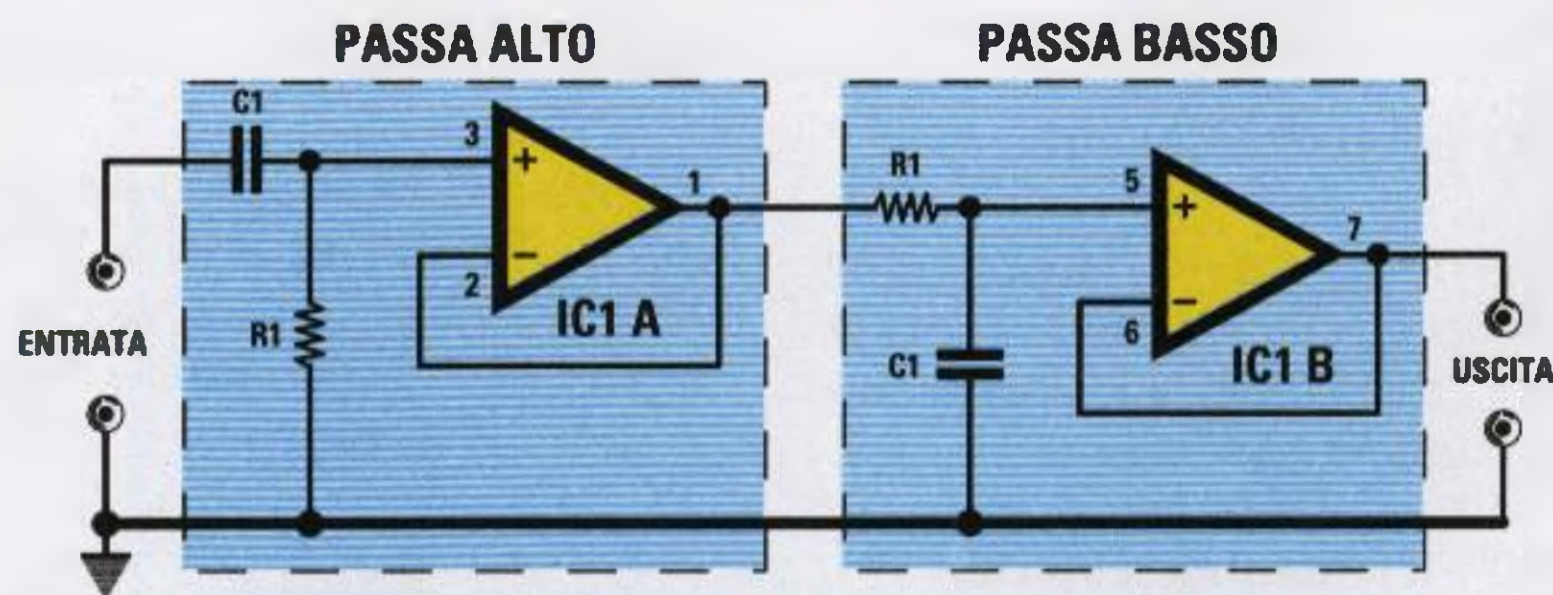 PASSA ALTO
PASSA BASSO
C1
3
+
1
−
2
R1
IC1 A
ENTRATA
R1
5
+
7
−
6
C1
IC1 B
USCITA